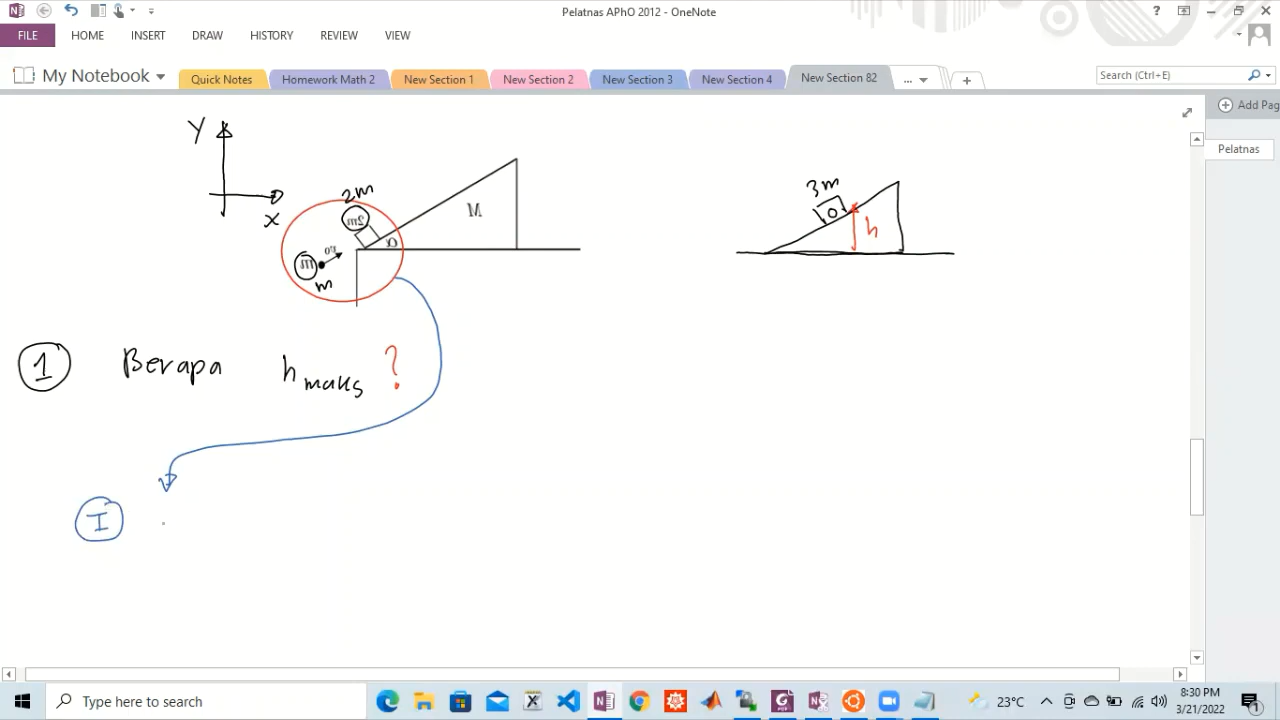 Pelatnas APhO 2012 - OneNote
FILE HOME INSERT DRAW HISTORY REVIEW VIEW
My Notebook
Quick Notes
Homework Math 2
New Section 1
New Section 2
New Section 3
New Section 4
New Section 82
...
Search (Ctrl+E)
Add Pag
Pelatnas
Y
X
2m
2m
M
α
m
v0
m
3m
h
1 Berapa h maks ?
I
Type here to search
23°C
8:30 PM
3/21/2022